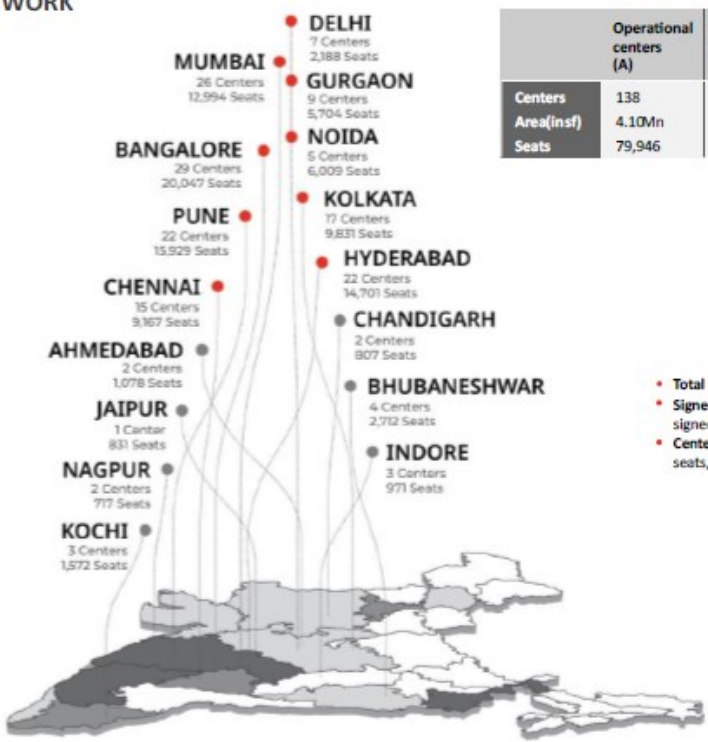 WORK
DELHI
7 Centers
2,188 Seats
MUMBAI
26 Centers
12,994 Seats
GURGAON
9 Centers
5,704 Seats
NOIDA
5 Centers
6,009 Seats
BANGALORE
29 Centers
20,047 Seats
KOLKATA
17 Centers
9,831 Seats
PUNE
22 Centers
15,929 Seats
HYDERABAD
22 Centers
14,701 Seats
CHENNAI
15 Centers
9,167 Seats
CHANDIGARH
2 Centers
807 Seats
AHMEDABAD
2 Centers
1,078 Seats
BHUBANESHWAR
4 Centers
2,712 Seats
JAIPUR
1 Center
831 Seats
INDORE
3 Centers
971 Seats
NAGPUR
2 Centers
717 Seats
KOCHI
3 Centers
1,572 Seats
Operational
centers
(A)
Centers 138
Area(insf) 4.10Mn
Seats 79,946
• Total
• Signe
signe
• Cente
seats,